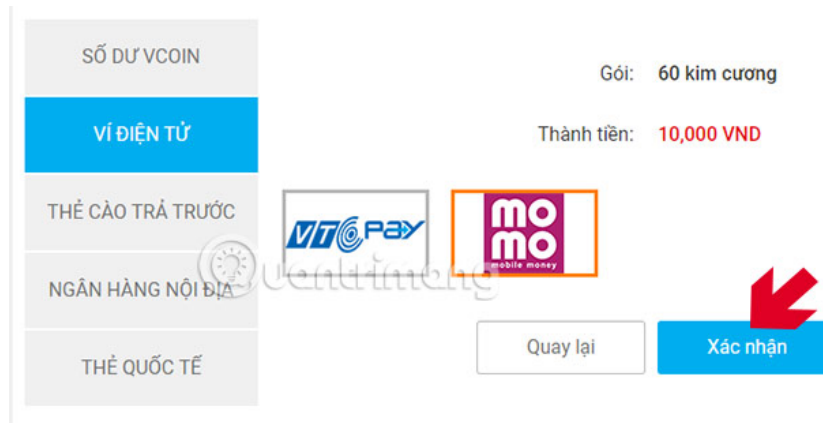 SỐ DƯ VCOIN
VÍ ĐIỆN TỬ
THẺ CÀO TRẢ TRƯỚC
NGÂN HÀNG NỘI ĐỊA
THẺ QUỐC TẾ
Gói: 60 kim cương
Thành tiền: 10,000 VND
VTC Pay
mo
mo
mobile money
Quantrimang
Quay lại
Xác nhận